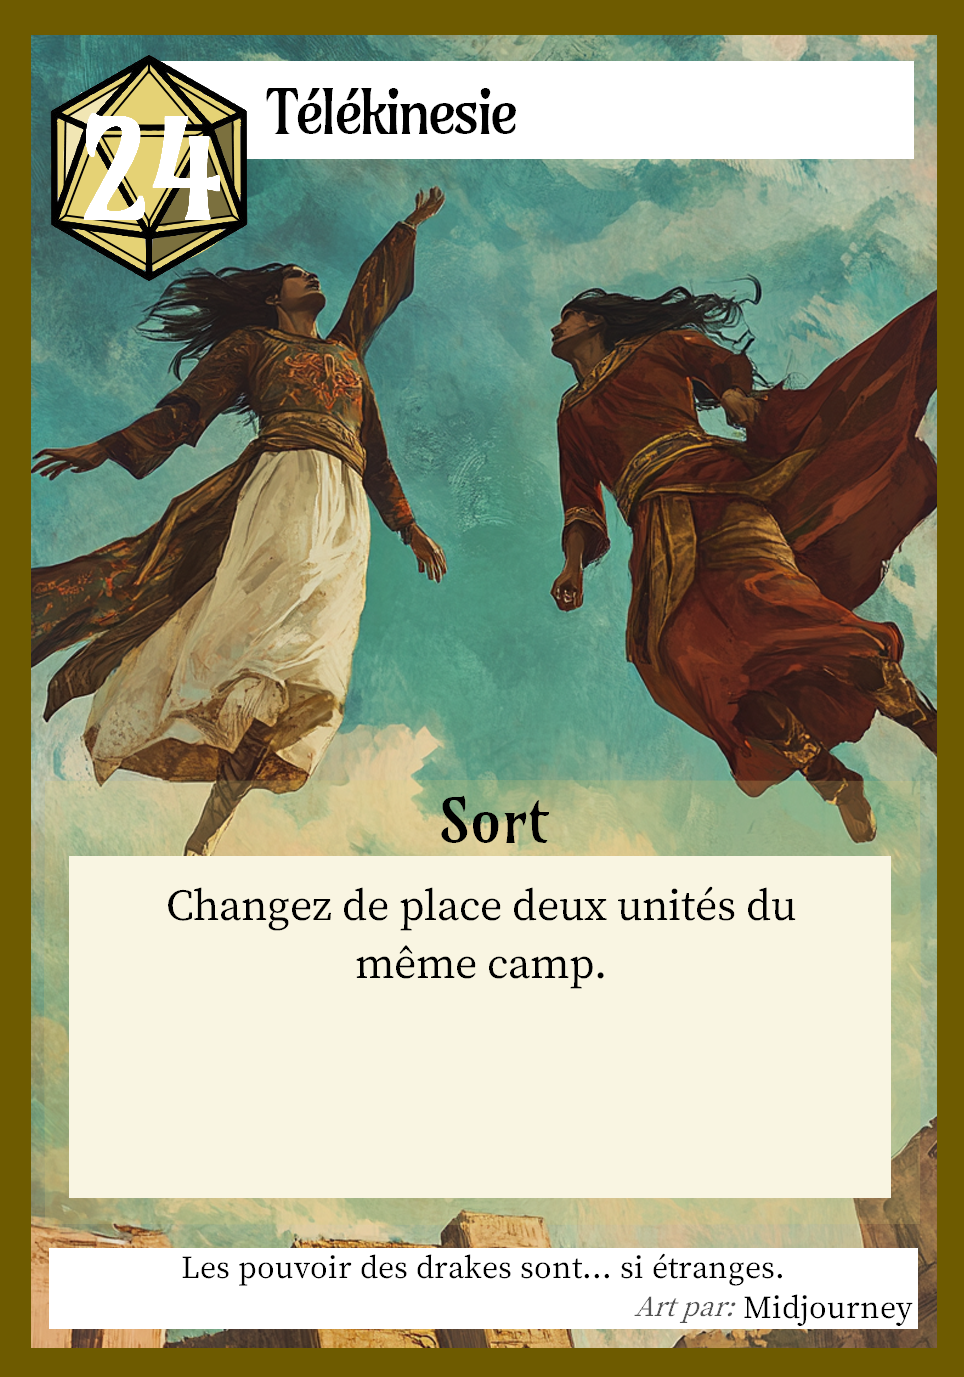 24
Télékinesie
Sort
Changez de place deux unités du
même camp.
Les pouvoir des drakes sont... si étranges.
Art par: Midjourney